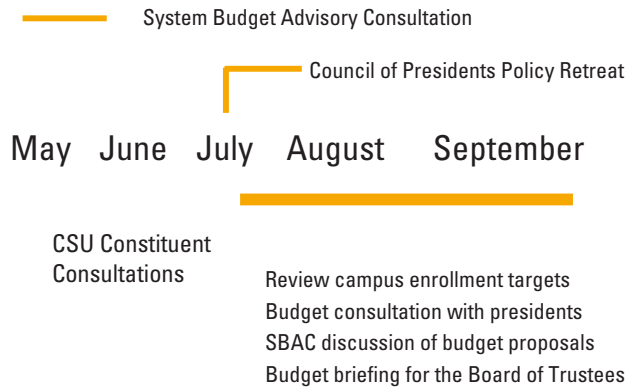 System Budget Advisory Consultation
Council of Presidents Policy Retreat
May June July August September
CSU Constituent
Consultations
Review campus enrollment targets
Budget consultation with presidents
SBAC discussion of budget proposals
Budget briefing for the Board of Trustees